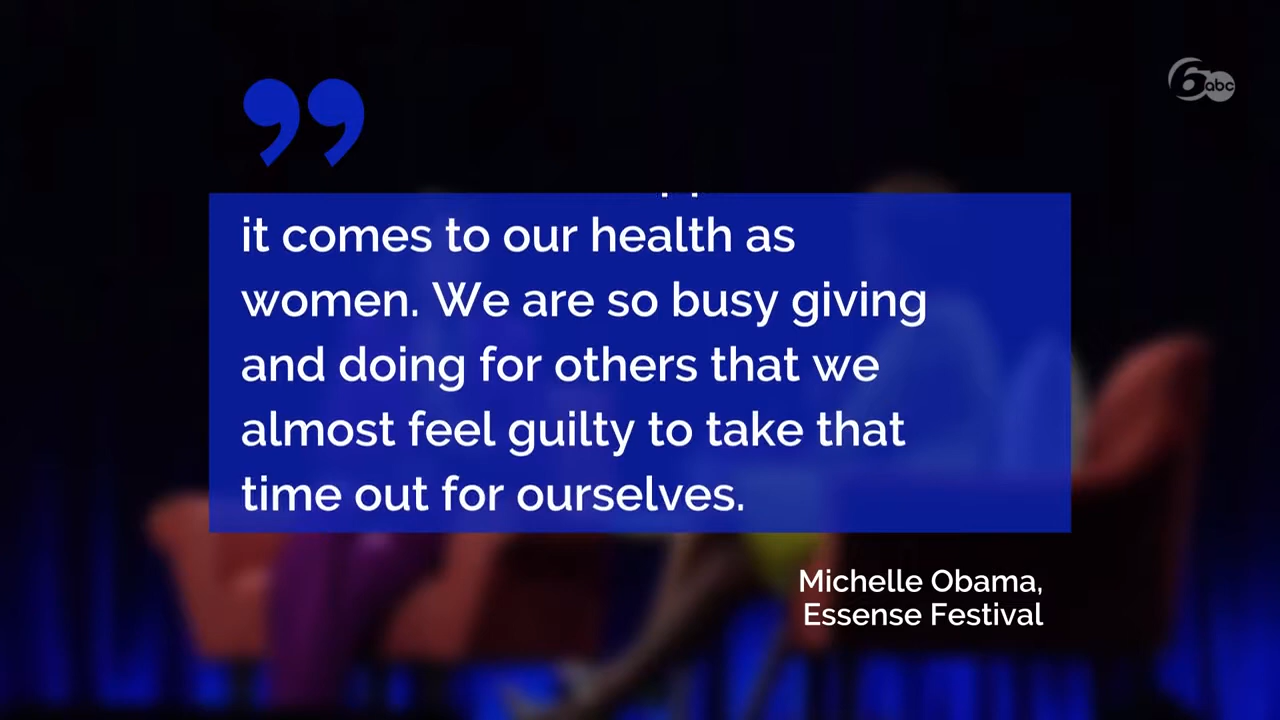 6abc
it comes to our health as
women. We are so busy giving
and doing for others that we
almost feel guilty to take that
time out for ourselves.
Michelle Obama,
Essense Festival